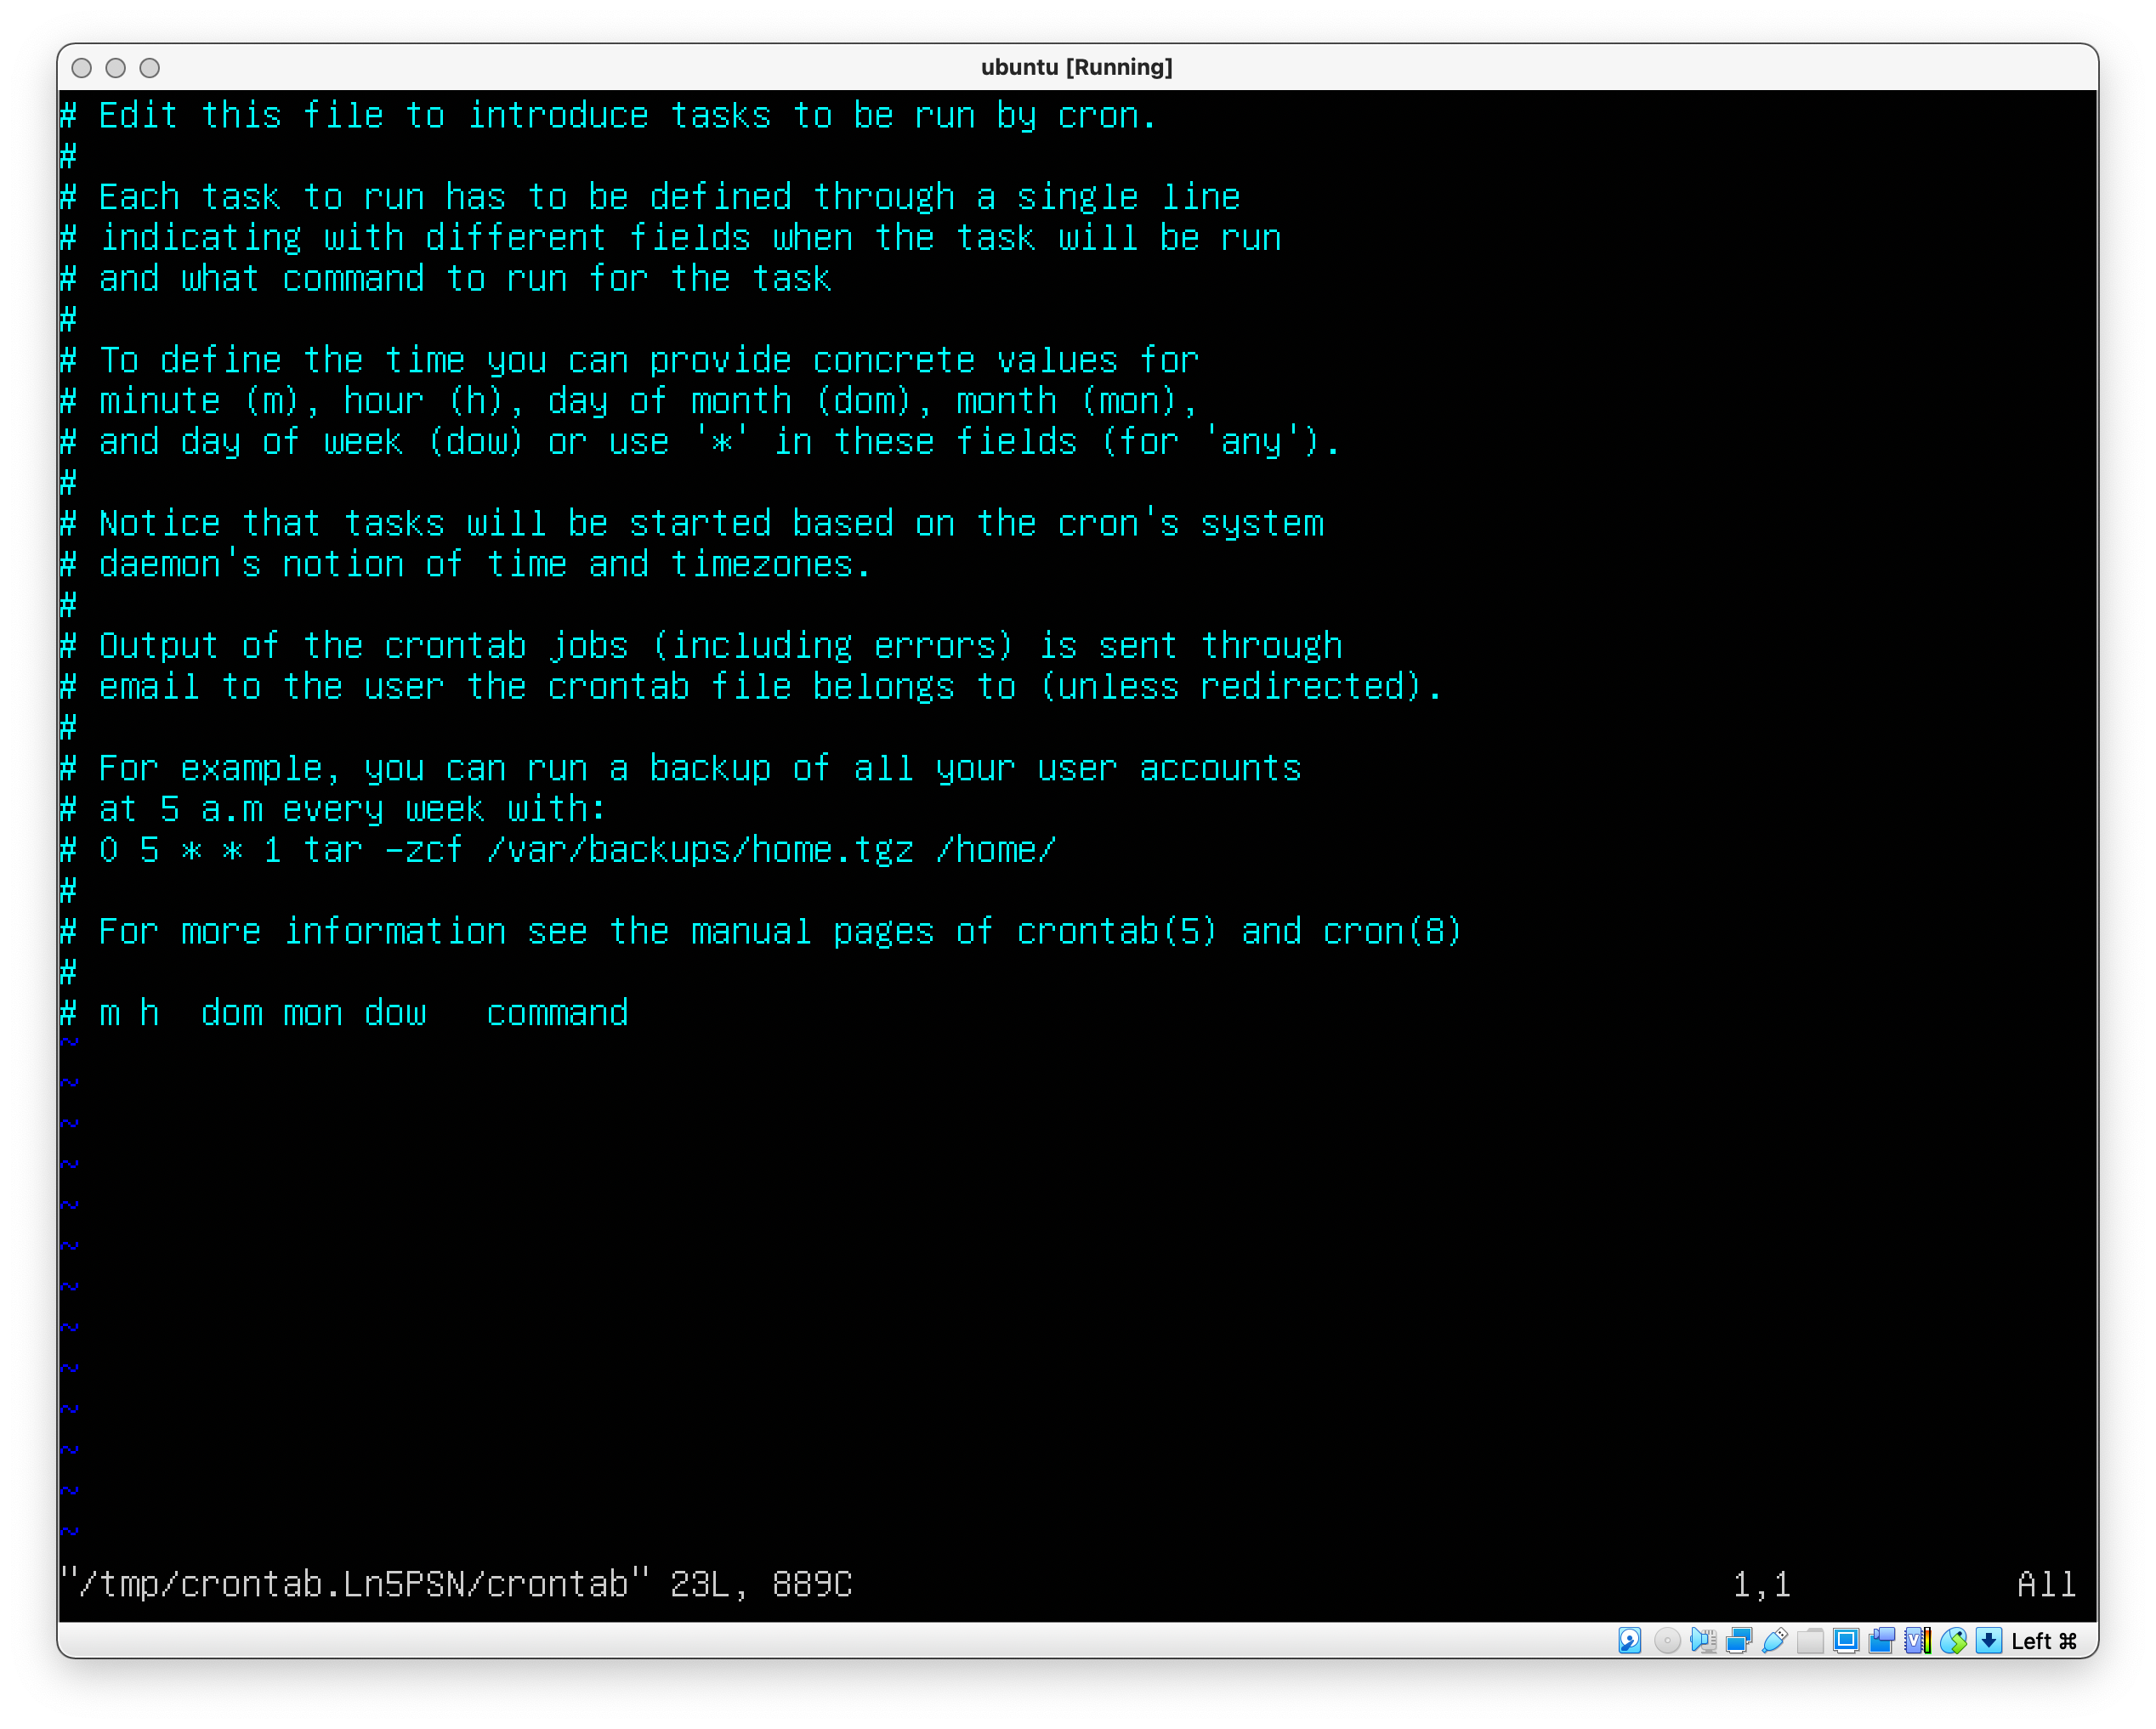 ubuntu [Running]
# Edit this file to introduce tasks to be run by cron.
#
# Each task to run has to be defined through a single line
# indicating with different fields when the task will be run
# and what command to run for the task
#
# To define the time you can provide concrete values for
# minute (m), hour (h), day of month (dom), month (mon),
# and day of week (dow) or use '*' in these fields (for 'any').
#
# Notice that tasks will be started based on the cron's system
# daemon's notion of time and timezones.
#
# Output of the crontab jobs (including errors) is sent through
# email to the user the crontab file belongs to (unless redirected).
#
# For example, you can run a backup of all your user accounts
# at 5 a.m every week with:
# 0 5 * * 1 tar -zcf /var/backups/home.tgz /home/
#
# For more information see the manual pages of crontab(5) and cron(8)
#
# m h  dom mon dow   command
~
~
~
~
~
~
~
~
~
~
~
~
~
"/tmp/crontab.Ln5PSN/crontab" 23L, 889C 1,1 All
Left ⌘